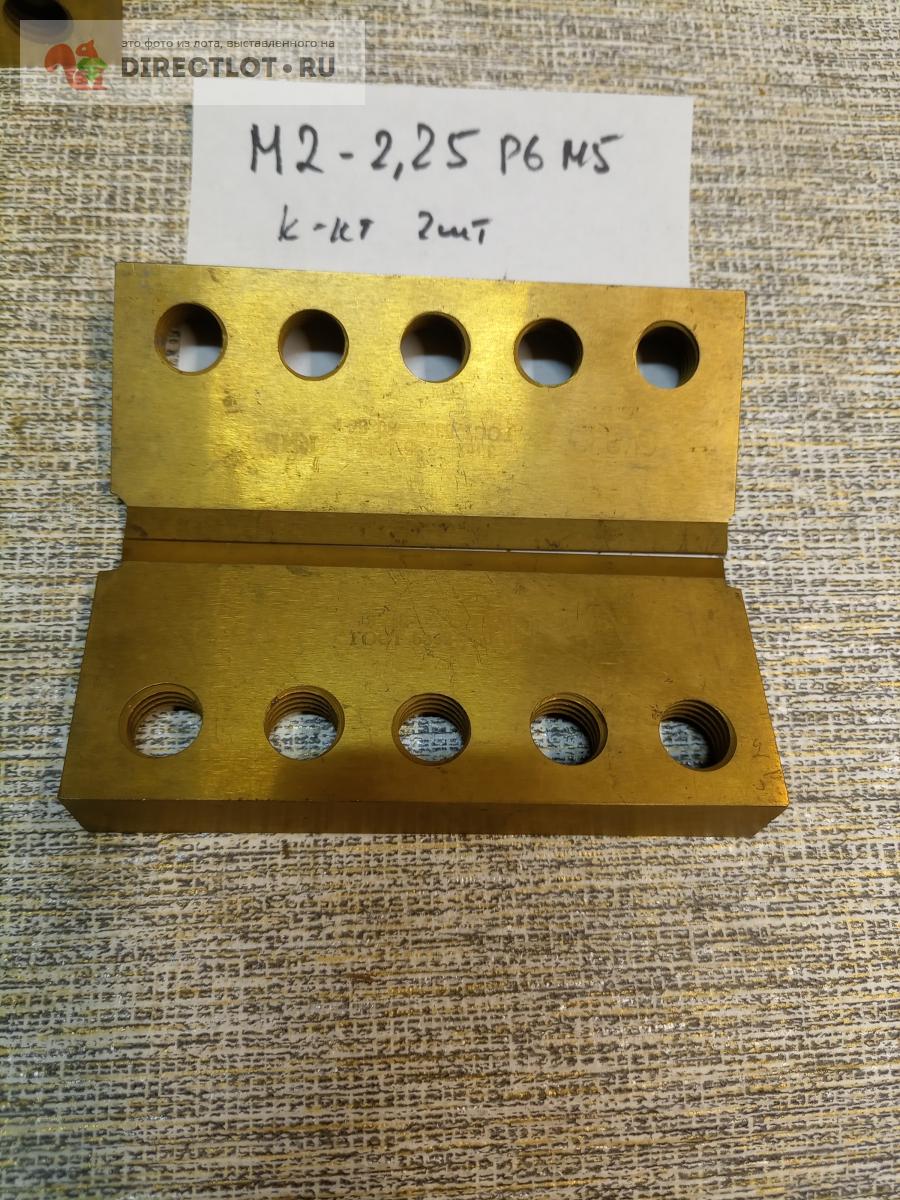 это фото из лота, выставленного на
DIRECTLOT.RU
М2-2,25 Р6М5
к-кт 2шт